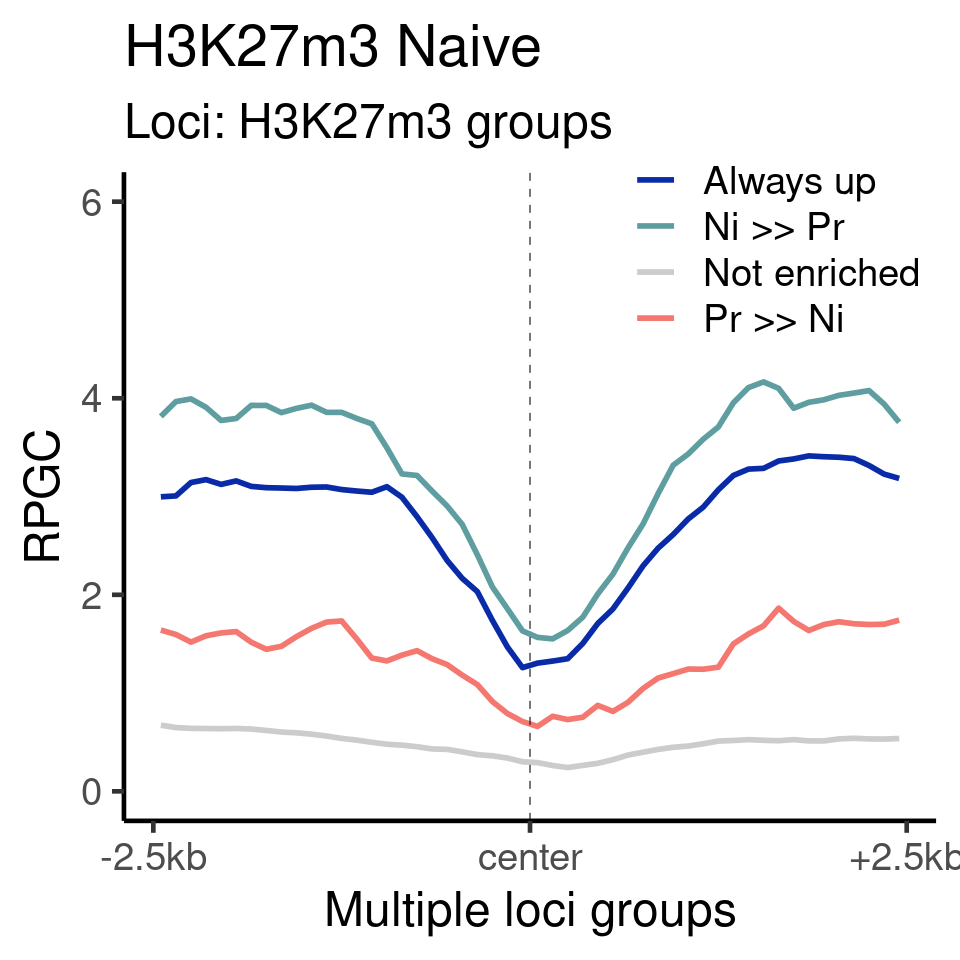 H3K27m3 Naive
Loci: H3K27m3 groups
Always up
Ni >> Pr
Not enriched
Pr >> Ni
6
4
2
0
RPGC
-2.5kb
center
+2.5kb
Multiple loci groups